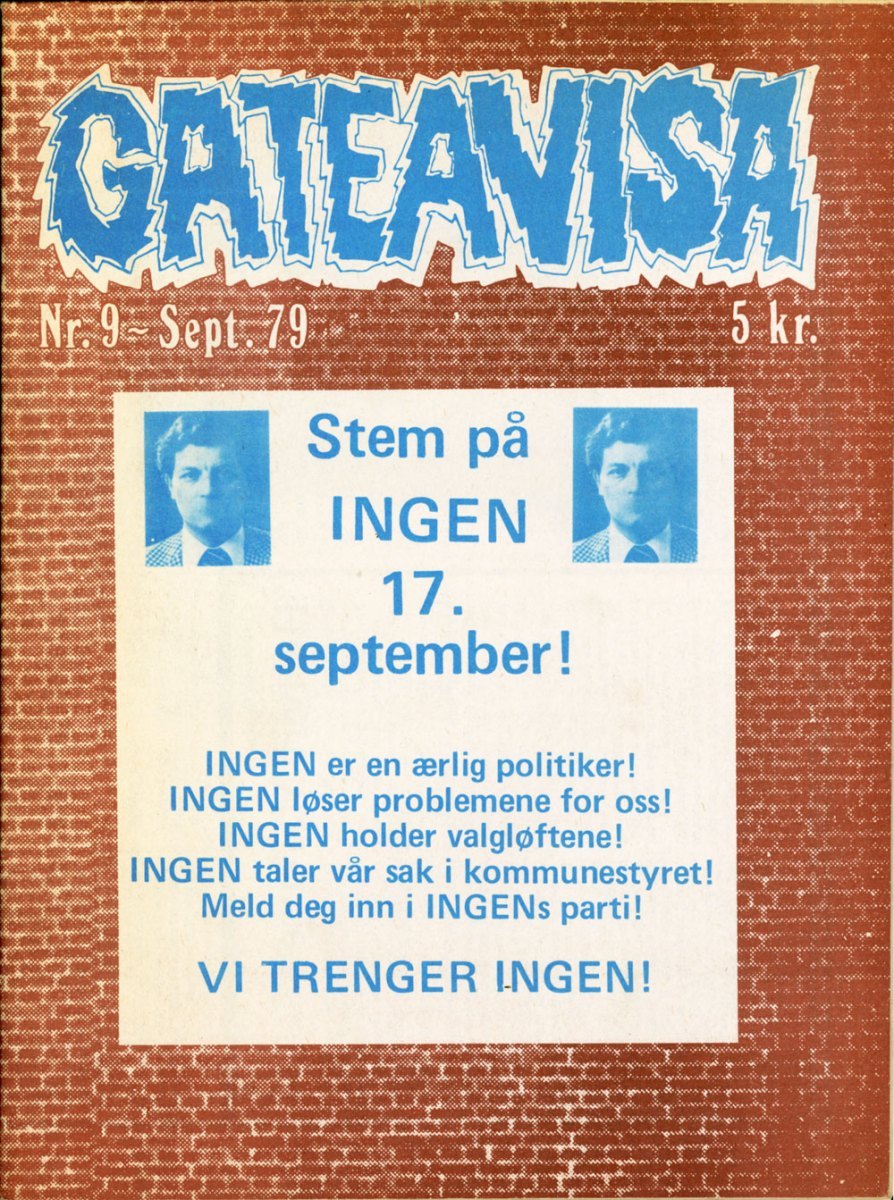 GATEAVISA
Nr. 9 ~ Sept. 79
5 kr.
Stem på
INGEN
17.
september!
INGEN er en ærlig politiker!
INGEN løser problemene for oss!
INGEN holder valgløftene!
INGEN taler vår sak i kommunestyret!
Meld deg inn i INGENs parti!
VI TRENGER INGEN!